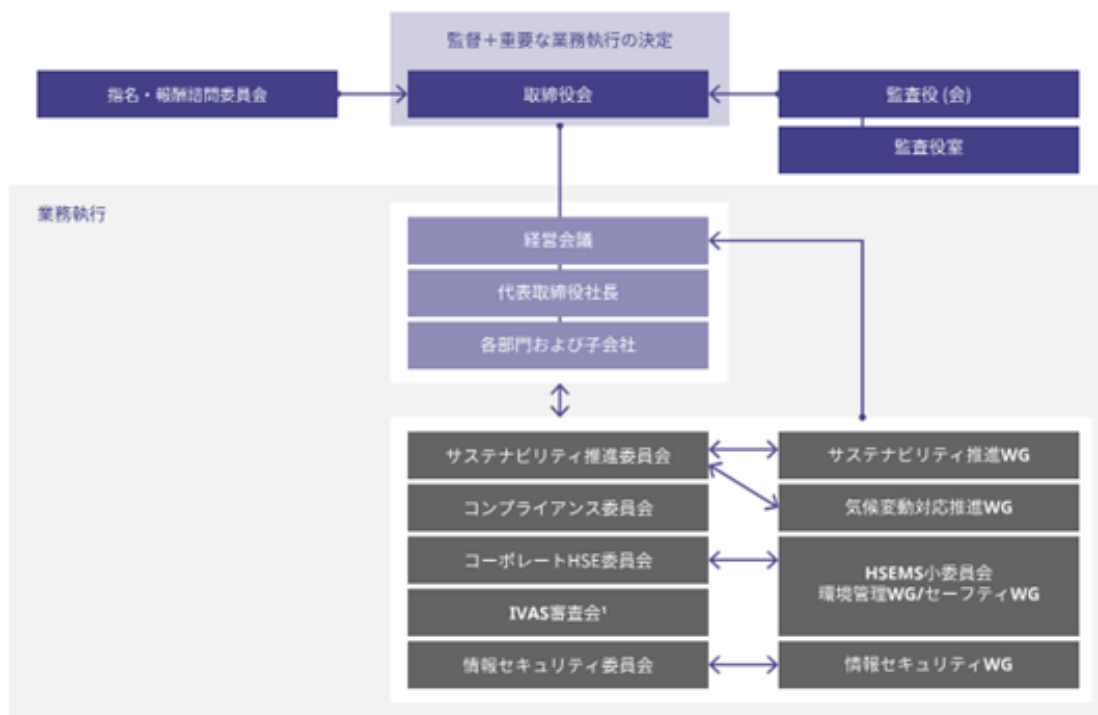 監督＋重要な業務執行の決定
指名・報酬諮問委員会
取締役会
監査役 (会)
監査役室
業務執行
経営会議
代表取締役社長
各部門および子会社
サステナビリティ推進委員会
サステナビリティ推進WG
コンプライアンス委員会
気候変動対応推進WG
コーポレートHSE委員会
HSEMS小委員会
環境管理WG/セーフティWG
IVAS審査会¹
情報セキュリティ委員会
情報セキュリティWG